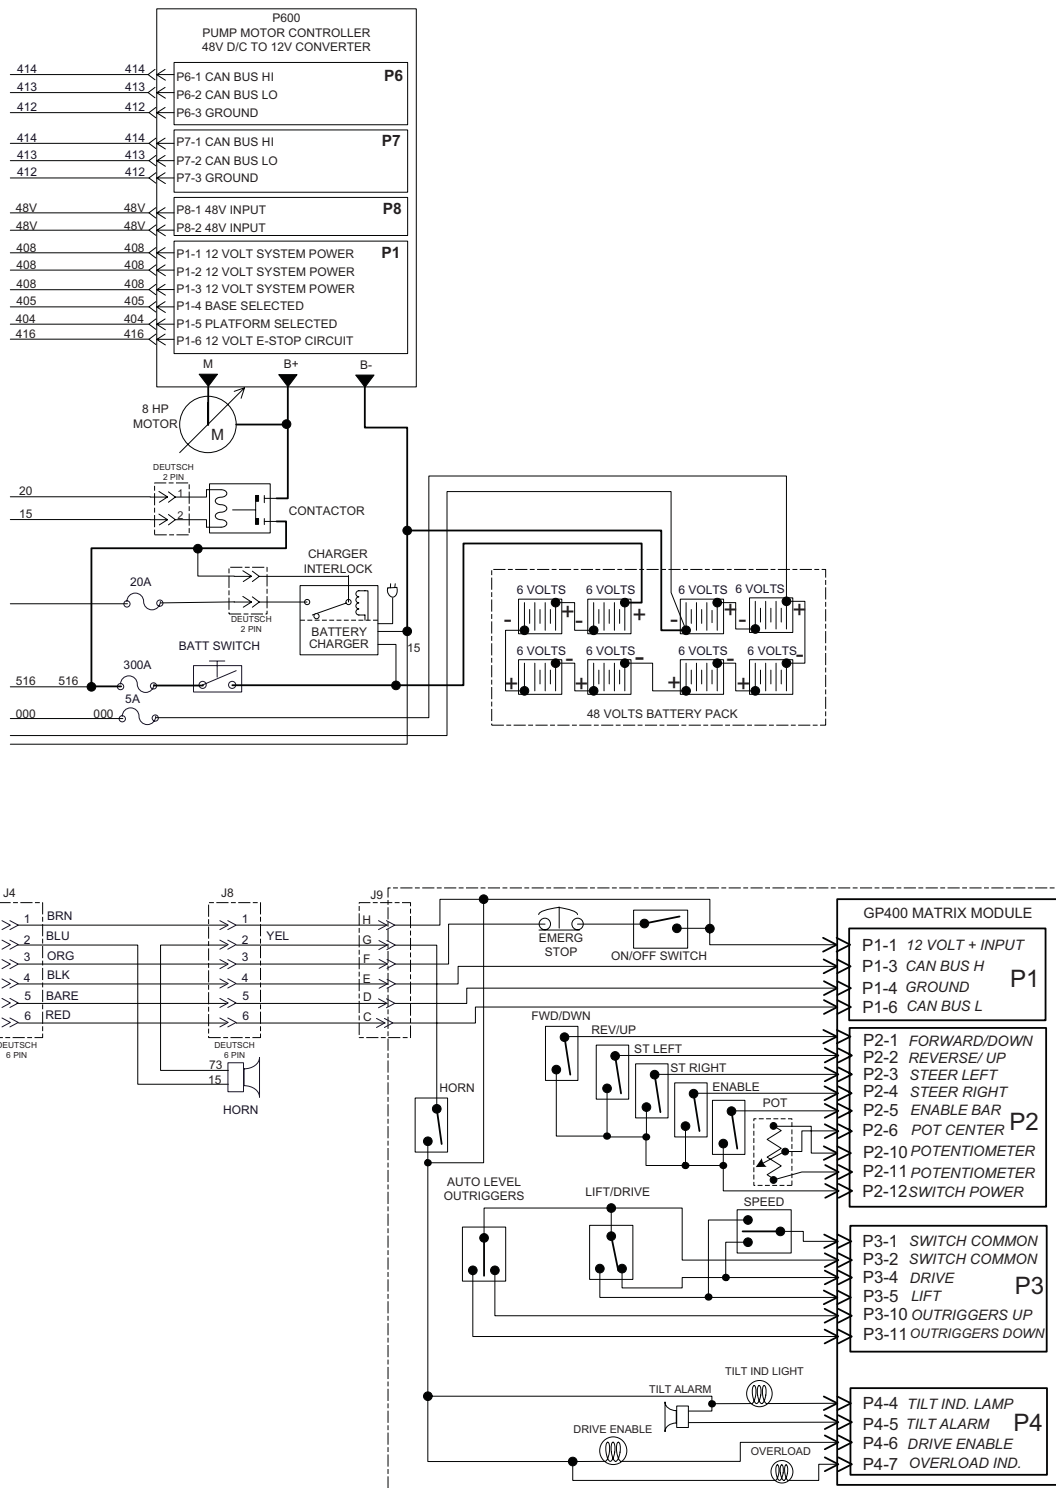 P600
PUMP MOTOR CONTROLLER
48V D/C TO 12V CONVERTER
414 414 P6-1 CAN BUS HI P6
413 413 P6-2 CAN BUS LO
412 412 P6-3 GROUND
414 414 P7-1 CAN BUS HI P7
413 413 P7-2 CAN BUS LO
412 412 P7-3 GROUND
48V 48V P8-1 48V INPUT P8
48V 48V P8-2 48V INPUT
408 408 P1-1 12 VOLT SYSTEM POWER P1
408 408 P1-2 12 VOLT SYSTEM POWER
408 408 P1-3 12 VOLT SYSTEM POWER
405 405 P1-4 BASE SELECTED
404 404 P1-5 PLATFORM SELECTED
416 416 P1-6 12 VOLT E-STOP CIRCUIT
M B+ B-
8 HP
MOTOR
M
DEUTSCH
2 PIN
20 1
15 2
CONTACTOR
CHARGER
INTERLOCK
20A
DEUTSCH
2 PIN
BATTERY
CHARGER
15
BATT SWITCH
300A
516 516
5A
000 000
6 VOLTS 6 VOLTS 6 VOLTS 6 VOLTS
- + - + - + - +
6 VOLTS 6 VOLTS 6 VOLTS 6 VOLTS
+ - + - + - + -
48 VOLTS BATTERY PACK
J4 J8 J9
1 BRN 1 H
2 BLU 2 YEL G
3 ORG 3 F
4 BLK 4 E
5 BARE 5 D
6 RED 6 C
DEUTSCH
6 PIN
DEUTSCH
6 PIN
73
15
HORN
EMERG
STOP
ON/OFF SWITCH
GP400 MATRIX MODULE
P1-1 12 VOLT + INPUT
P1-3 CAN BUS H
P1
P1-4 GROUND
P1-6 CAN BUS L
FWD/DWN
REV/UP
ST LEFT
ST RIGHT
ENABLE
POT
HORN
P2-1 FORWARD/DOWN
P2-2 REVERSE/ UP
P2-3 STEER LEFT
P2-4 STEER RIGHT
P2-5 ENABLE BAR
P2
P2-6 POT CENTER
P2-10 POTENTIOMETER
P2-11 POTENTIOMETER
P2-12 SWITCH POWER
AUTO LEVEL
OUTRIGGERS
LIFT/DRIVE
SPEED
P3-1 SWITCH COMMON
P3-2 SWITCH COMMON
P3-4 DRIVE
P3
P3-5 LIFT
P3-10 OUTRIGGERS UP
P3-11 OUTRIGGERS DOWN
TILT IND LIGHT
TILT ALARM
DRIVE ENABLE
OVERLOAD
P4-4 TILT IND. LAMP
P4-5 TILT ALARM P4
P4-6 DRIVE ENABLE
P4-7 OVERLOAD IND.